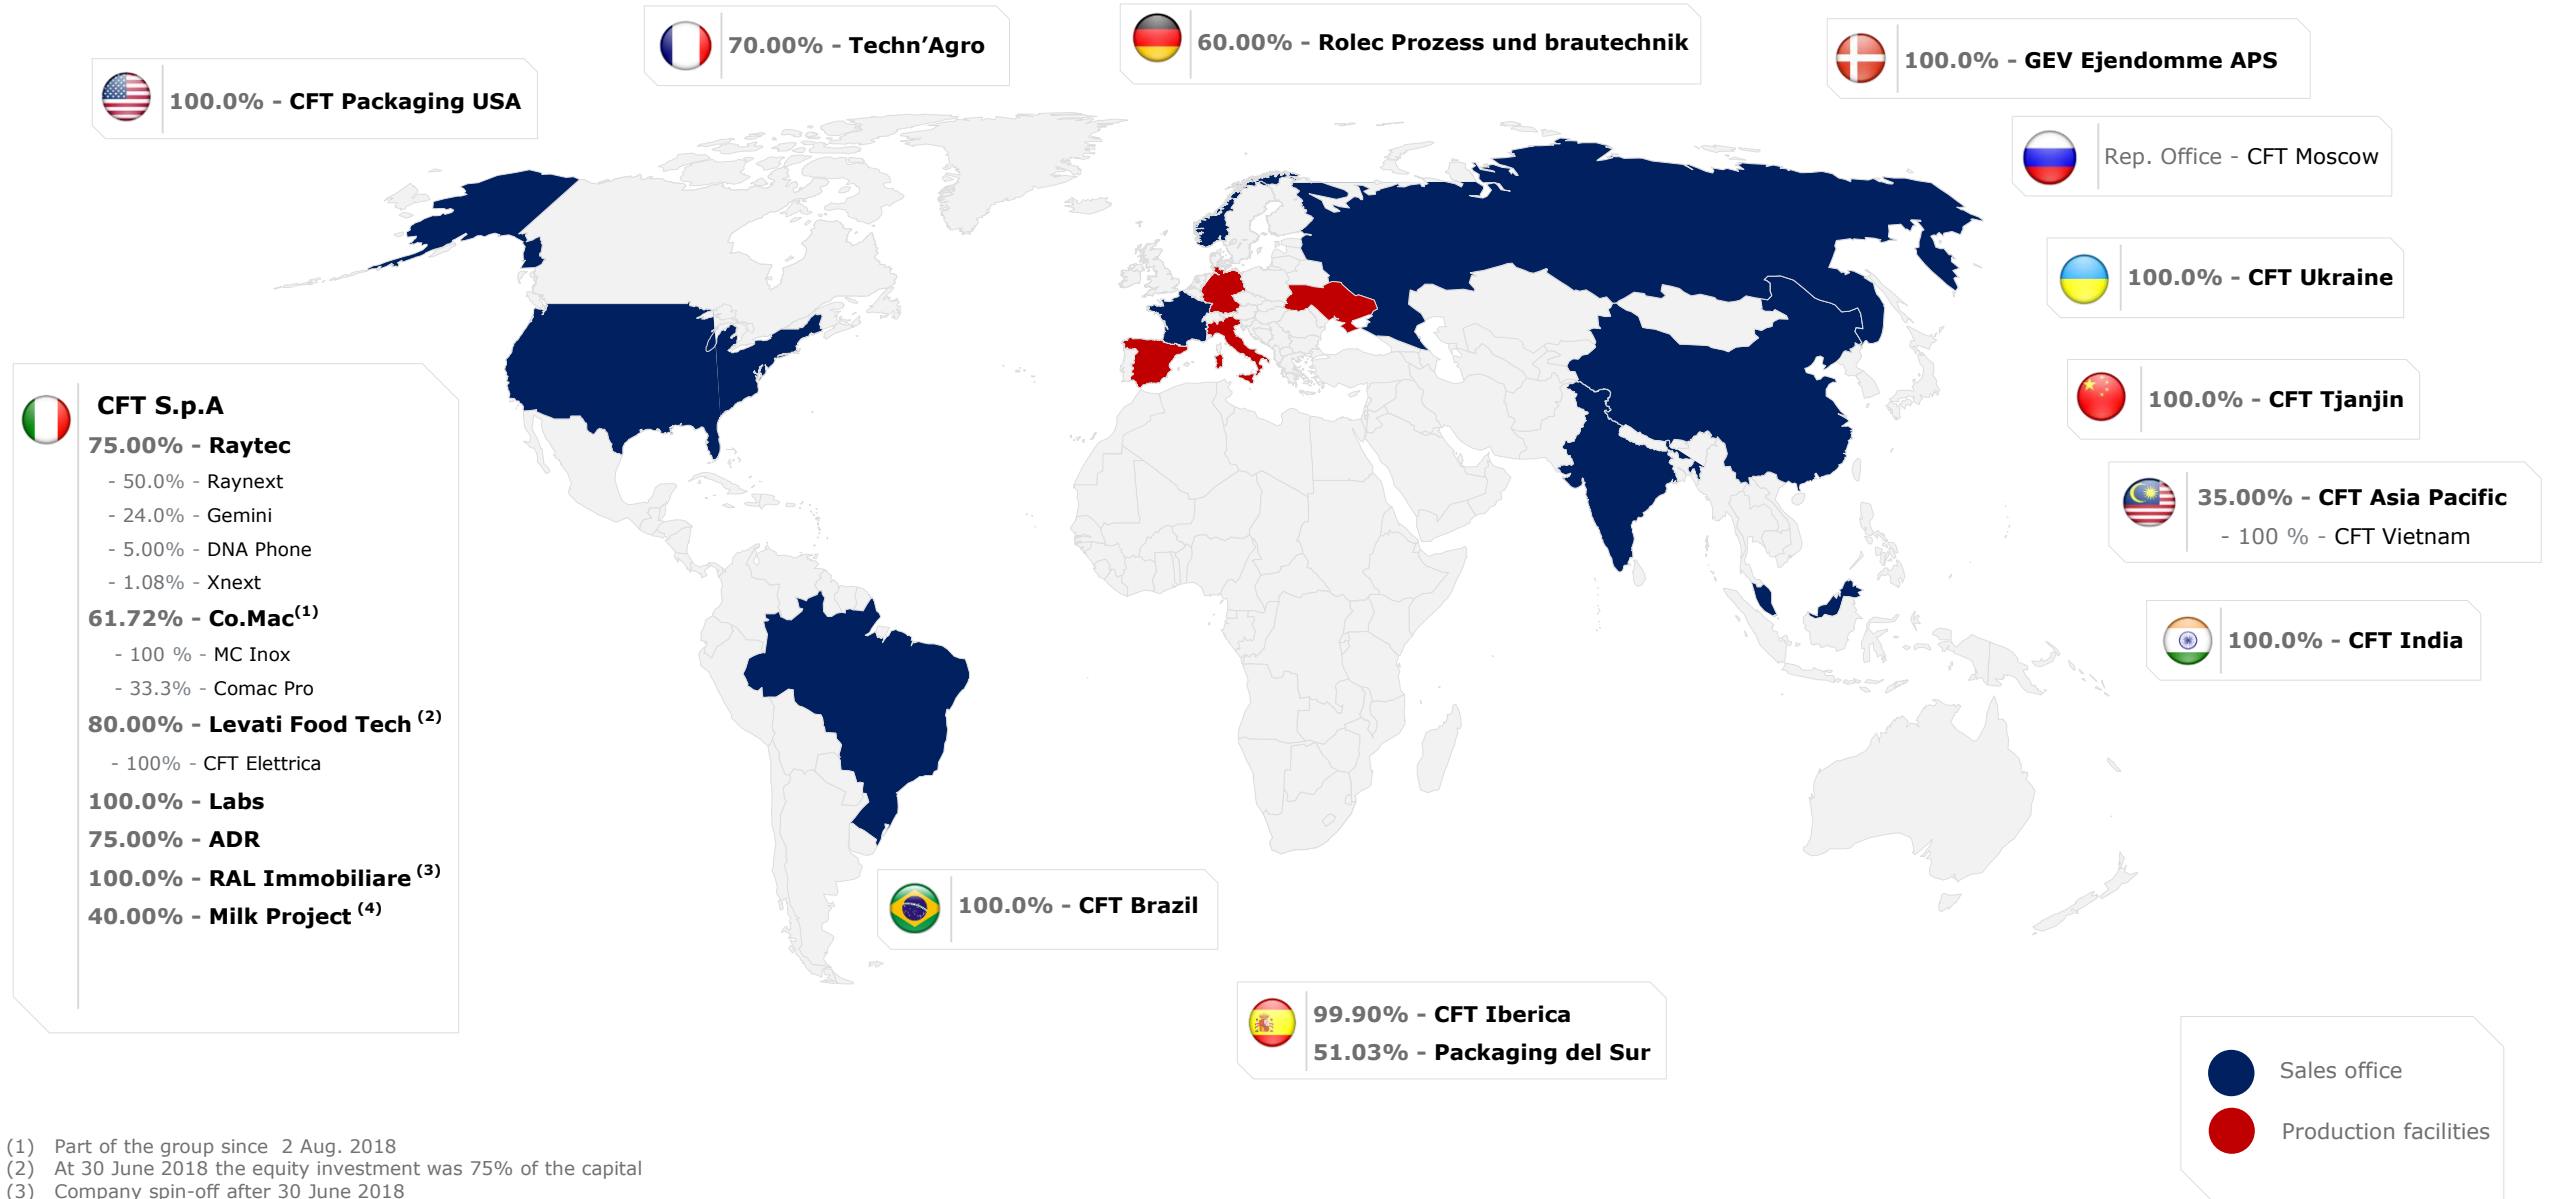 70.00% - Techn’Agro
60.00% - Rolec Prozess und brautechnik
100.0% - GEV Ejendomme APS
100.0% - CFT Packaging USA
Rep. Office - CFT Moscow
100.0% - CFT Ukraine
100.0% - CFT Tjanjin
35.00% - CFT Asia Pacific
- 100 % - CFT Vietnam
100.0% - CFT India
CFT S.p.A
75.00% - Raytec
- 50.0% - Raynext
- 24.0% - Gemini
- 5.00% - DNA Phone
- 1.08% - Xnext
61.72% - Co.Mac(1)
- 100 % - MC Inox
- 33.3% - Comac Pro
80.00% - Levati Food Tech (2)
- 100% - CFT Elettrica
100.0% - Labs
75.00% - ADR
100.0% - RAL Immobiliare (3)
40.00% - Milk Project (4)
100.0% - CFT Brazil
99.90% - CFT Iberica
51.03% - Packaging del Sur
Sales office
Production facilities
(1) Part of the group since 2 Aug. 2018
(2) At 30 June 2018 the equity investment was 75% of the capital
(3) Company spin-off after 30 June 2018